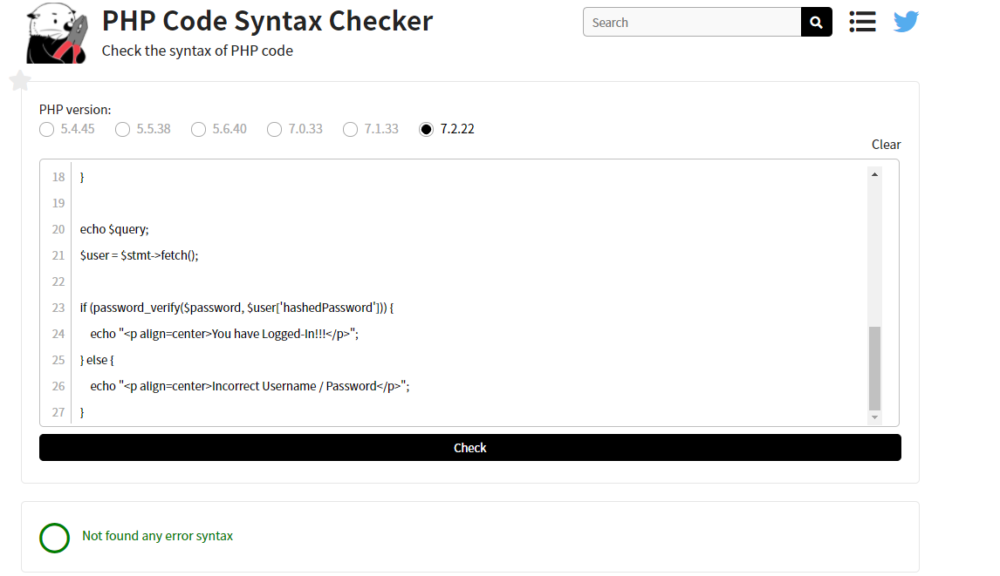 PHP Code Syntax Checker
Check the syntax of PHP code
Search
PHP version:
5.4.45 5.5.38 5.6.40 7.0.33 7.1.33 7.2.22
Clear
18 }
19
20 echo $query;
21 $user = $stmt->fetch();
22
23 if (password_verify($password, $user['hashedPassword'])) {
24 echo "<p align=center>You have Logged-In!!!</p>";
25 } else {
26 echo "<p align=center>Incorrect Username / Password</p>";
27 }
Check
Not found any error syntax